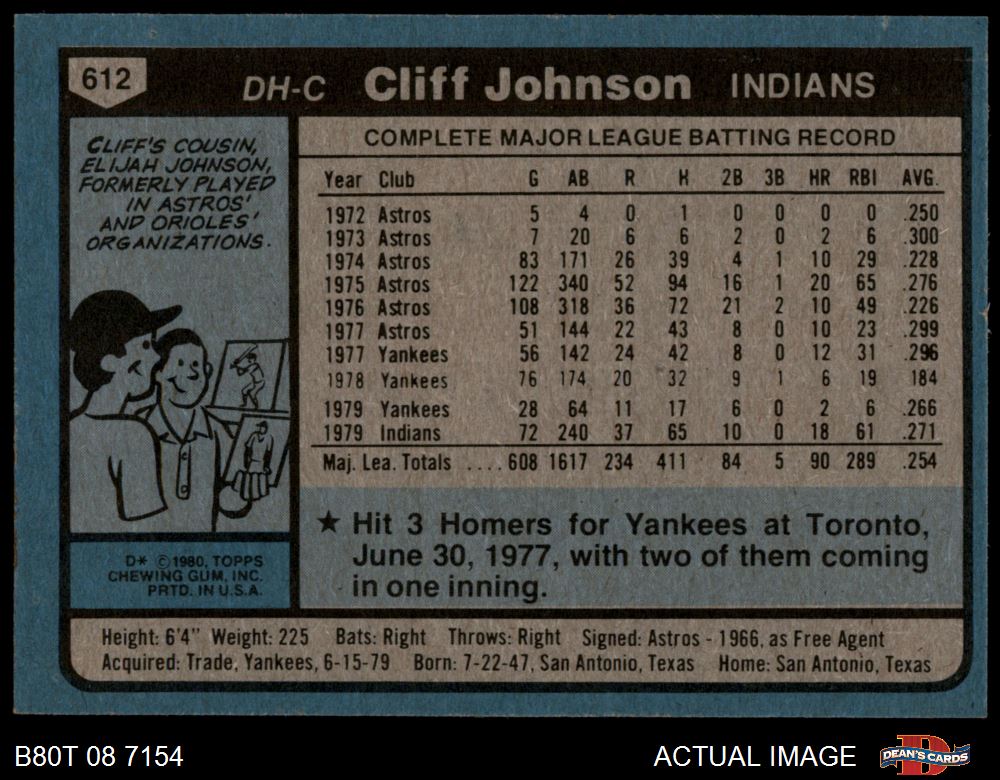 612 DH-C Cliff Johnson INDIANS
CLIFF'S COUSIN,
ELIJAH JOHNSON,
FORMERLY PLAYED
IN ASTROS'
AND ORIOLES'
ORGANIZATIONS.
COMPLETE MAJOR LEAGUE BATTING RECORD
Year Club G AB R H 2B 3B HR RBI AVG.
1972 Astros 5 4 0 1 0 0 0 0 .250
1973 Astros 7 20 6 6 2 0 2 6 .300
1974 Astros 83 171 26 39 4 1 10 29 .228
1975 Astros 122 340 52 94 16 1 20 65 .276
1976 Astros 108 318 36 72 21 2 10 49 .226
1977 Astros 51 144 22 43 8 0 10 23 .299
1977 Yankees 56 142 24 42 8 0 12 31 .296
1978 Yankees 76 174 20 32 9 1 6 19 184
1979 Yankees 28 64 11 17 6 0 2 6 .266
1979 Indians 72 240 37 65 10 0 18 61 .271
Maj. Lea. Totals .... 608 1617 234 411 84 5 90 289 .254
★ Hit 3 Homers for Yankees at Toronto,
June 30, 1977, with two of them coming
in one inning.
D* ©1980, TOPPS
CHEWING GUM, INC.
PRTD. IN U.S.A.
Height: 6'4" Weight: 225 Bats: Right Throws: Right Signed: Astros - 1966, as Free Agent
Acquired: Trade, Yankees, 6-15-79 Born: 7-22-47, San Antonio, Texas Home: San Antonio, Texas
B80T 08 7154 ACTUAL IMAGE DEAN'S CARDS